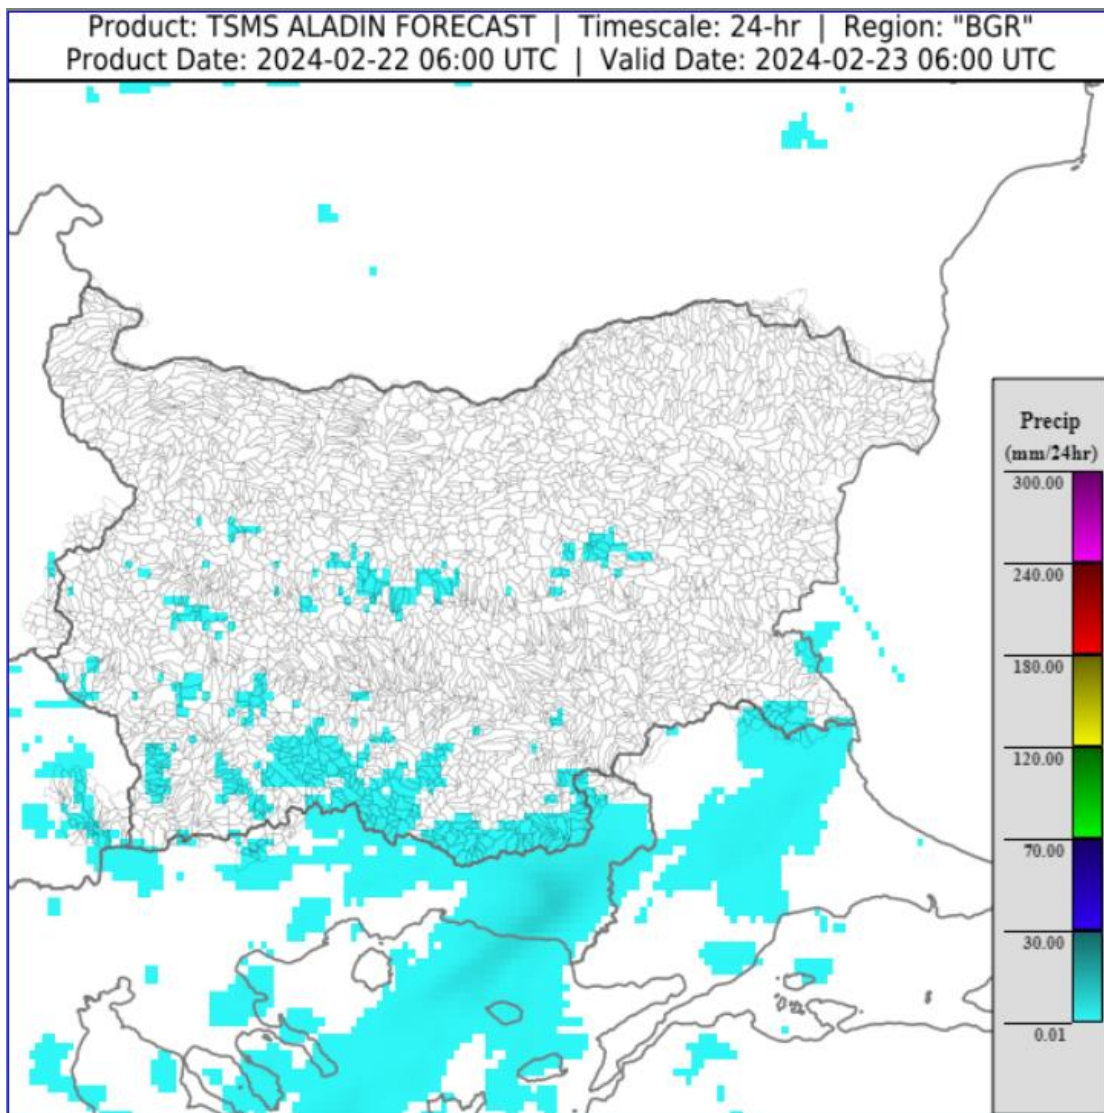 Product: TSMS ALADIN FORECAST | Timescale: 24-hr | Region: "BGR"
Product Date: 2024-02-22 06:00 UTC | Valid Date: 2024-02-23 06:00 UTC
Precip
(mm/24hr)
300.00
240.00
180.00
120.00
70.00
30.00
0.01